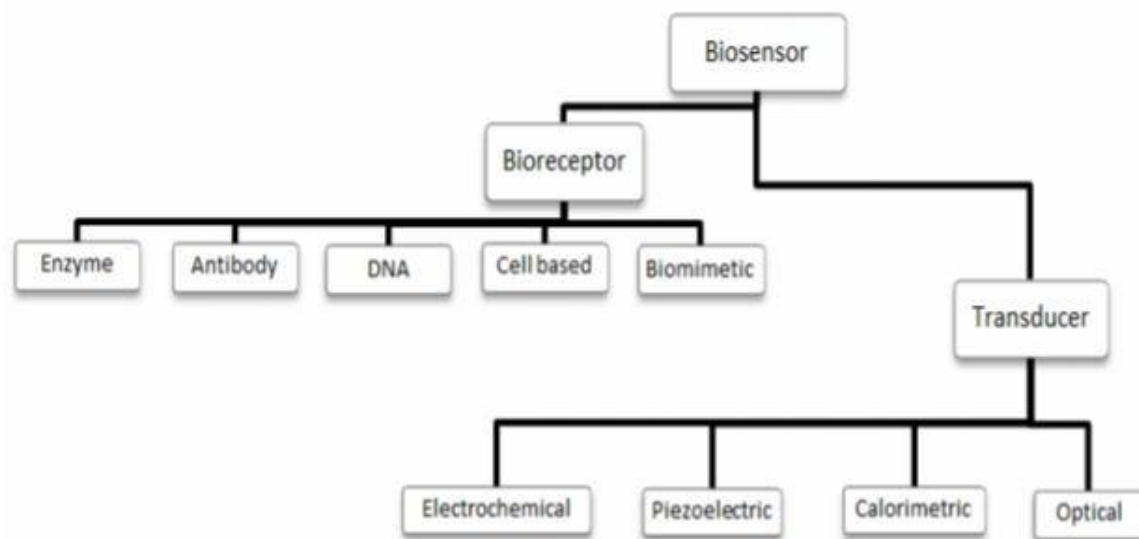 Biosensor
Bioreceptor
Enzyme
Antibody
DNA
Cell based
Biomimetic
Transducer
Electrochemical
Piezoelectric
Calorimetric
Optical